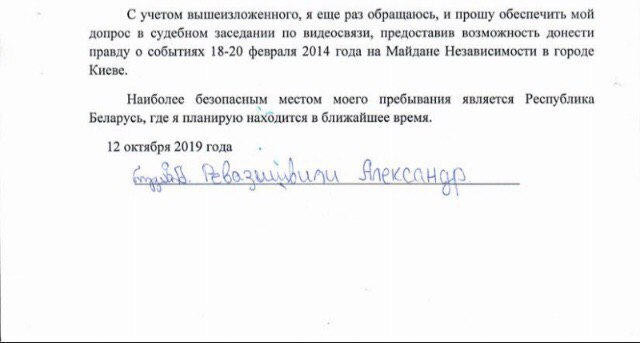 С учетом вышеизложенного, я еще раз обращаюсь, и прошу обеспечить мой
допрос в судебном заседании по видеосвязи, предоставив возможность донести
правду о событиях 18-20 февраля 2014 года на Майдане Независимости в городе
Киеве.
Наиболее безопасным местом моего пребывания является Республика
Беларусь, где я планирую находится в ближайшее время.
12 октября 2019 года
Ревазишвили Александр